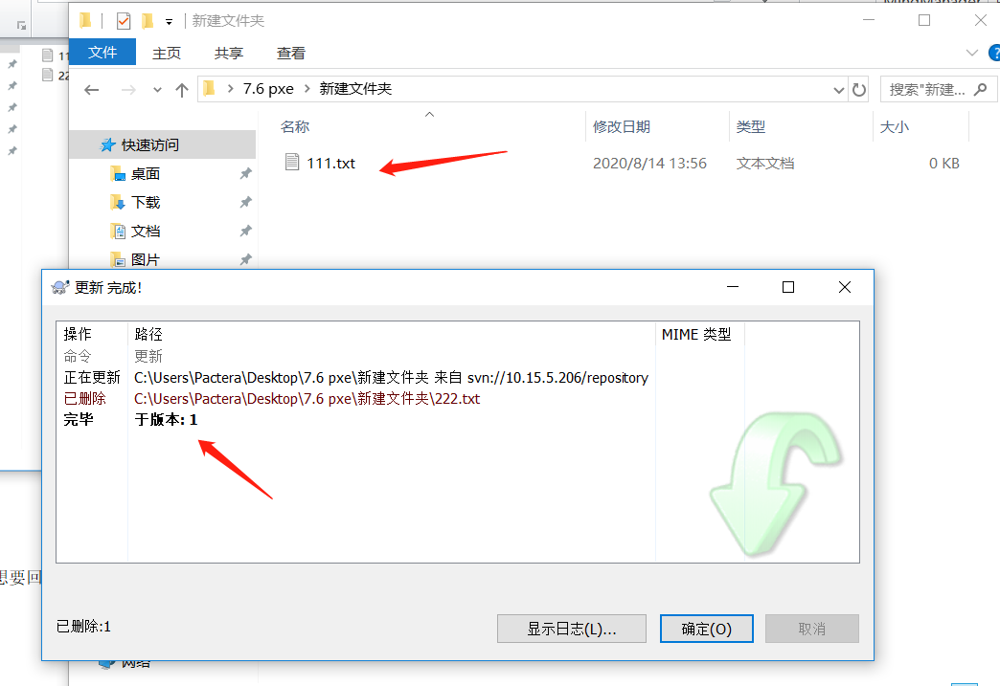 新建文件夹
文件 主页 共享 查看
7.6 pxe 新建文件夹 搜索"新建...
名称 修改日期 类型 大小
快速访问
111.txt 2020/8/14 13:56 文本文档 0 KB
桌面
下载
文档
图片
更新 完成!
操作 路径 MIME 类型
命令 更新
正在更新 C:\Users\Pactera\Desktop\7.6 pxe\新建文件夹 来自 svn://10.15.5.206/repository
已删除 C:\Users\Pactera\Desktop\7.6 pxe\新建文件夹\222.txt
完毕 于版本: 1
想要回
已删除:1 显示日志(L)... 确定(O) 取消
网络